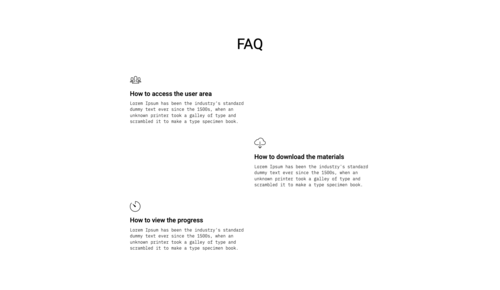 FAQ
How to access the user area
Lorem Ipsum has been the industry's standard
dummy text ever since the 1500s, when an
unknown printer took a galley of type and
scrambled it to make a type specimen book.
How to download the materials
Lorem Ipsum has been the industry's standard
dummy text ever since the 1500s, when an
unknown printer took a galley of type and
scrambled it to make a type specimen book.
How to view the progress
Lorem Ipsum has been the industry's standard
dummy text ever since the 1500s, when an
unknown printer took a galley of type and
scrambled it to make a type specimen book.